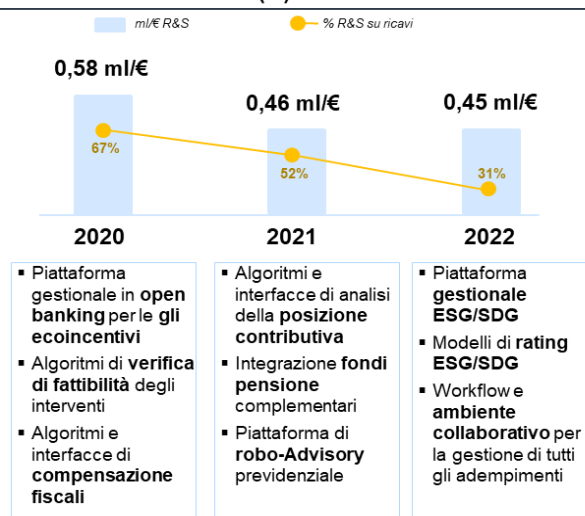 ml/€ R&S
% R&S su ricavi
0,58 ml/€
0,46 ml/€
0,45 ml/€
67%
52%
31%
2020
2021
2022
▪ Piattaforma
gestionale in open
banking per le gli
ecoincentivi
▪ Algoritmi di verifica
di fattibilità degli
interventi
▪ Algoritmi e
interfacce di
compensazione
fiscali
▪ Algoritmi e
interfacce di analisi
della posizione
contributiva
▪ Integrazione fondi
pensione
complementari
▪ Piattaforma di
robo-Advisory
previdenziale
▪ Piattaforma
gestionale
ESG/SDG
▪ Modelli di rating
ESG/SDG
▪ Workflow e
ambiente
collaborativo per
la gestione di tutti
gli adempimenti